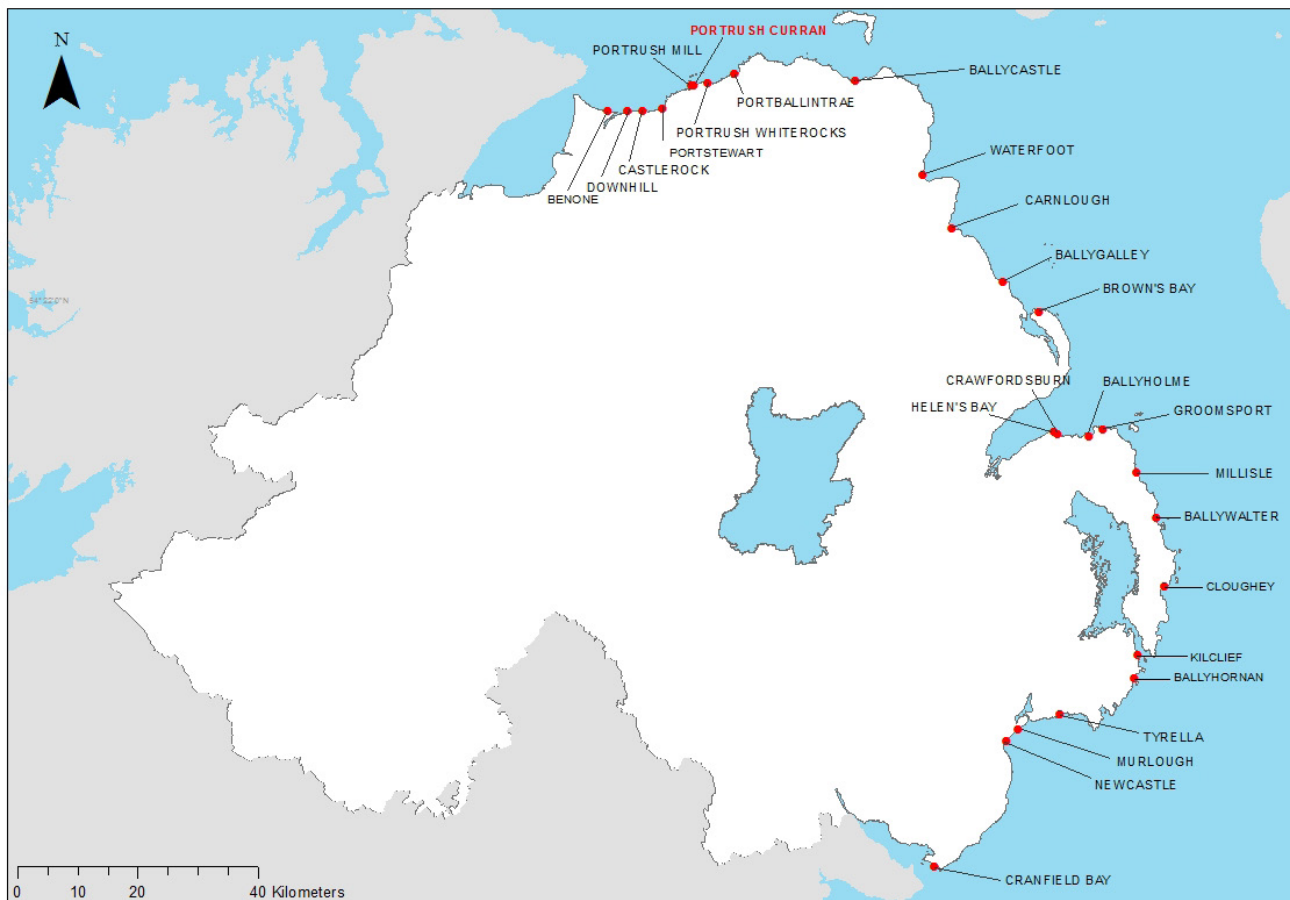 N
PORTRUSH CURRAN
PORTRUSH MILL
BALLYCASTLE
PORTBALLINTRAE
PORTRUSH WHITEROCKS
PORTSTEWART
CASTLEROCK
DOWNHILL
BENONE
WATERFOOT
CARNLOUGH
BALLYGALLEY
BROWN'S BAY
CRAWFORDSBURN
BALLYHOLME
HELEN'S BAY
GROOMSPORT
MILLISLE
BALLYWALTER
CLOUGHEY
KILCLIEF
BALLYHORNAN
TYRELLA
MURLOUGH
NEWCASTLE
CRANFIELD BAY
0 10 20 40 Kilometers